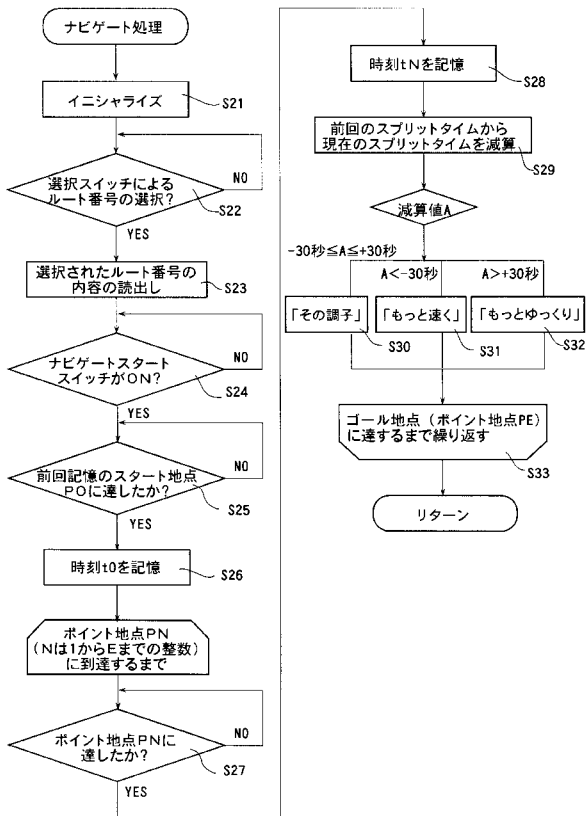 ナビゲート処理
イニシャライズ
S21
選択スイッチによる
ルート番号の選択?
NO
S22
YES
選択されたルート番号の
内容の読出し
S23
ナビゲートスタート
スイッチがON?
NO
S24
YES
前回記憶のスタート地点
POに達したか?
NO
S25
YES
時刻t0を記憶
S26
ポイント地点PN
(Nは1からEまでの整数)
に到達するまで
ポイント地点PNに
達したか?
NO
S27
YES
時刻tNを記憶
S28
前回のスプリットタイムから
現在のスプリットタイムを減算
S29
減算値A
-30秒≦A≦+30秒
A<-30秒
A>+30秒
「その調子」
S30
「もっと速く」
S31
「もっとゆっくり」
S32
ゴール地点(ポイント地点PE)
に達するまで繰り返す
S33
リターン